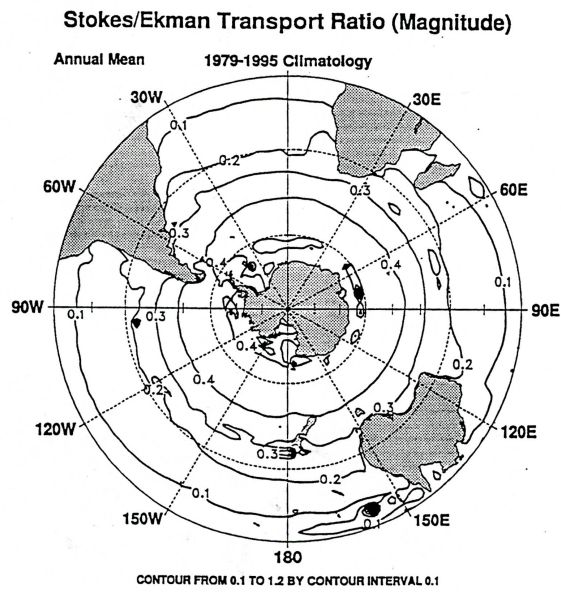 Stokes/Ekman Transport Ratio (Magnitude)
Annual Mean 1979-1995 Climatology
30W 30E
0.1
0.2
60W 0.3 60E
0.3
0.4 0.4
0.1
90W 0.1 0.3 90E
0.4
0.2
0.2 0.4
0.3
120W 120E
0.3
0.2
0.1
150W 0.1 150E
180
CONTOUR FROM 0.1 TO 1.2 BY CONTOUR INTERVAL 0.1